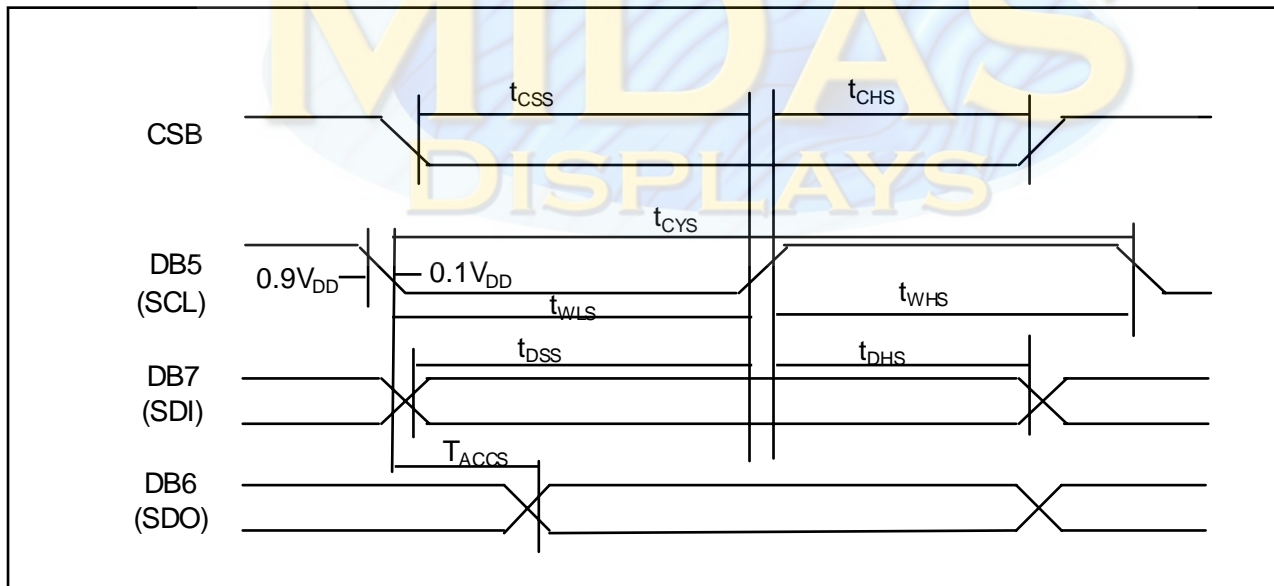 MIDAS
DISPLAYS
tCSS
tCHS
CSB
tCYS
DB5
(SCL)
0.9VDD
0.1VDD
tWLS
tWHS
tDSS
tDHS
DB7
(SDI)
TACCS
DB6
(SDO)